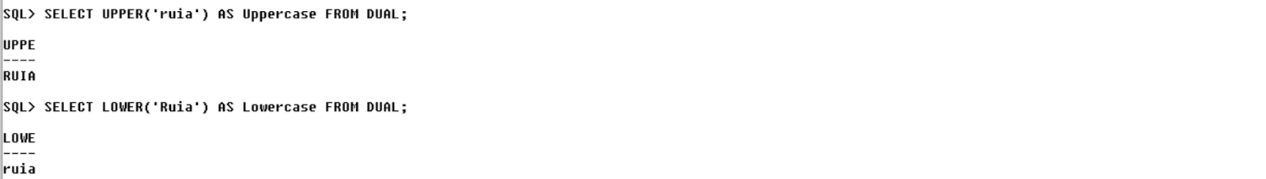 SQL> SELECT UPPER('ruia') AS Uppercase FROM DUAL;
UPPE
----
RUIA
SQL> SELECT LOWER('Ruia') AS Lowercase FROM DUAL;
LOWE
----
ruia